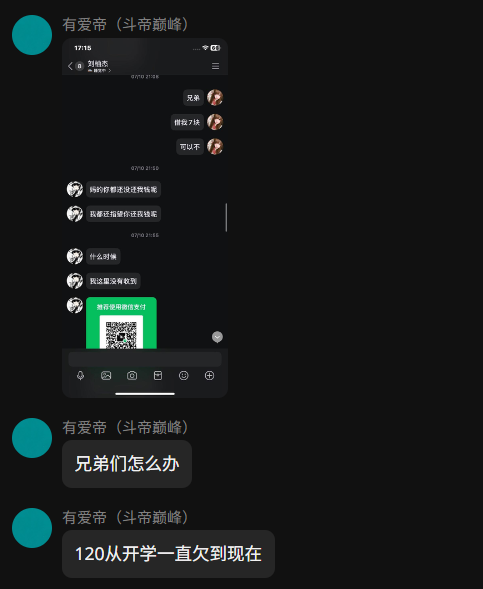 有爱帝（斗帝巅峰）
17:15
刘柏杰
07/10 21:08
兄弟
借我7块
可以不
07/10 21:50
妈的你都还没还我钱呢
我都还指望你还我钱呢
07/10 21:55
什么时候
我这里没有收到
推荐使用微信支付
有爱帝（斗帝巅峰）
兄弟们怎么办
有爱帝（斗帝巅峰）
120从开学一直欠到现在